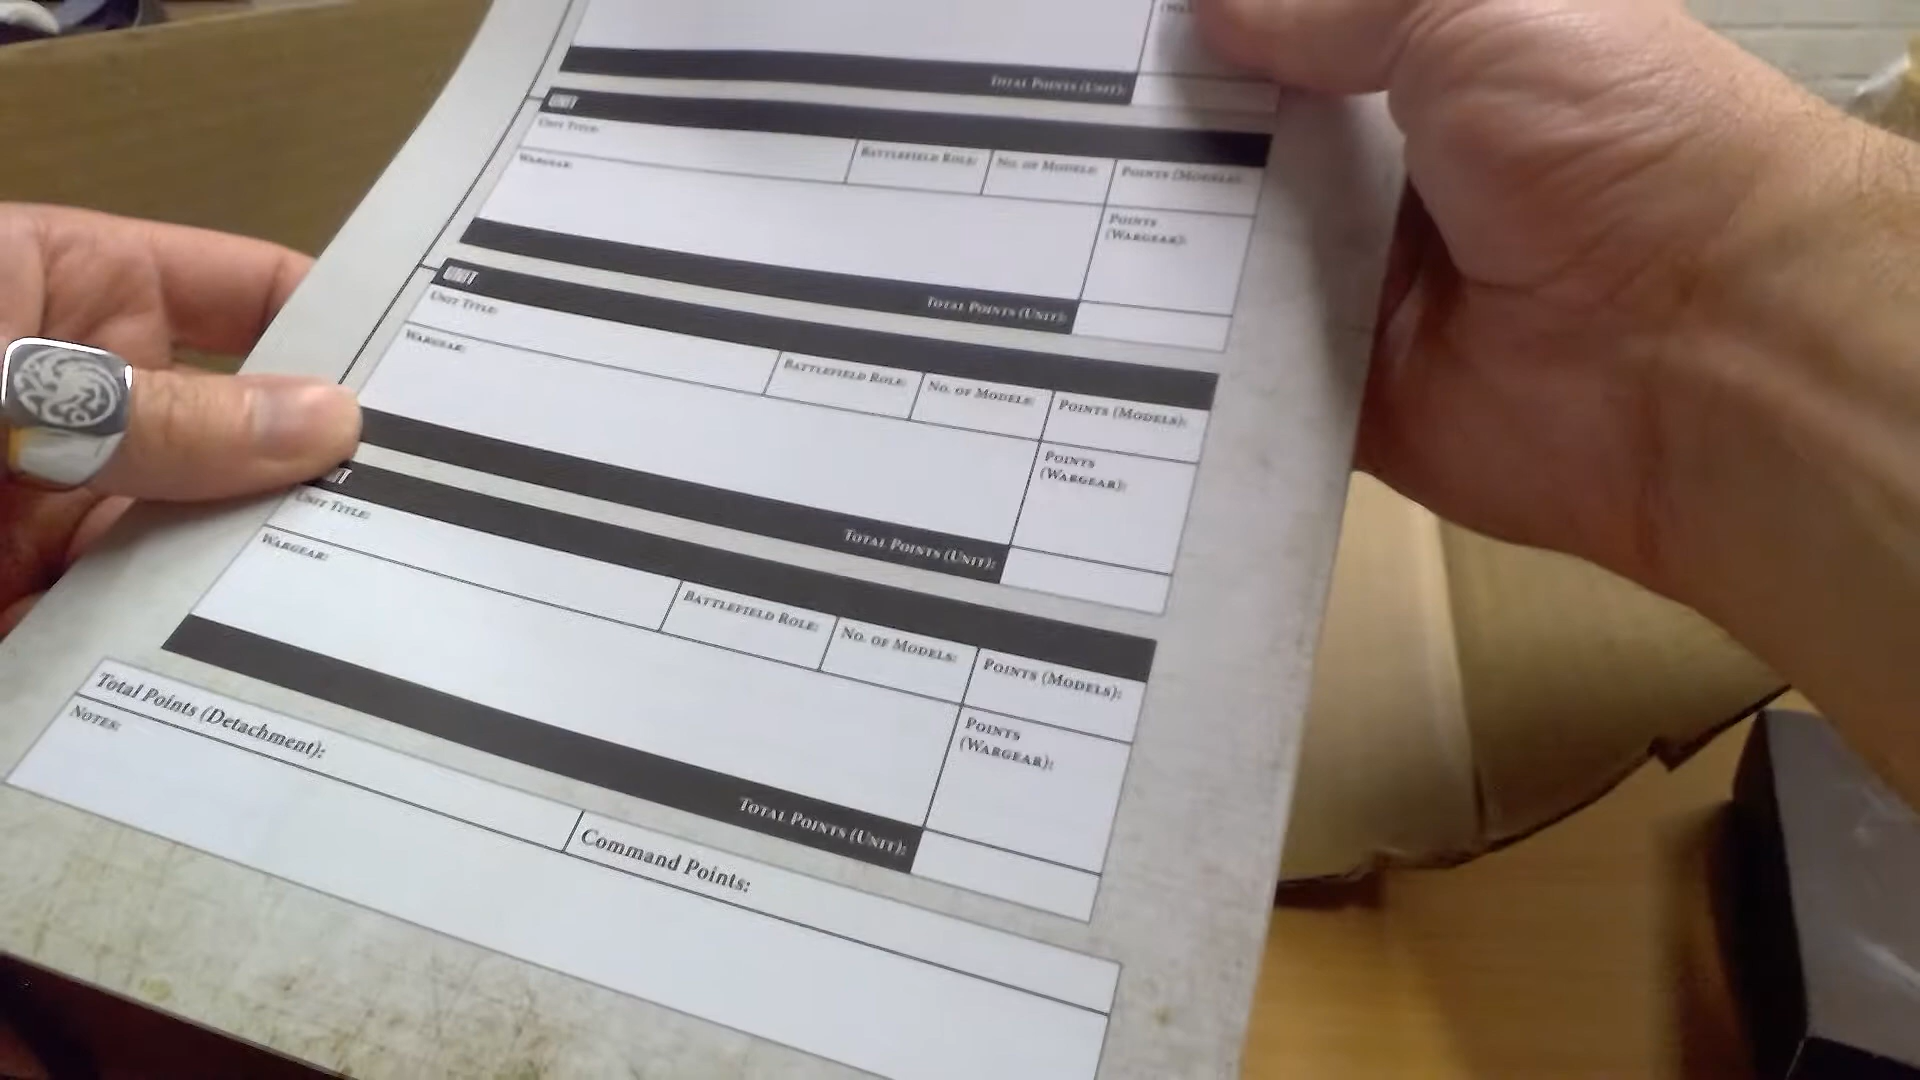 TOTAL POINTS (UNIT):
UNIT
UNIT TITLE:
BATTLEFIELD ROLE:
NO. OF MODELS:
POINTS (MODELS):
WARGEAR:
POINTS
(WARGEAR):
TOTAL POINTS (UNIT):
UNIT
UNIT TITLE:
BATTLEFIELD ROLE:
NO. OF MODELS:
POINTS (MODELS):
WARGEAR:
POINTS
(WARGEAR):
TOTAL POINTS (UNIT):
UNIT TITLE:
BATTLEFIELD ROLE:
NO. OF MODELS:
POINTS (MODELS):
WARGEAR:
POINTS
(WARGEAR):
TOTAL POINTS (UNIT):
Total Points (Detachment):
Command Points:
NOTES: